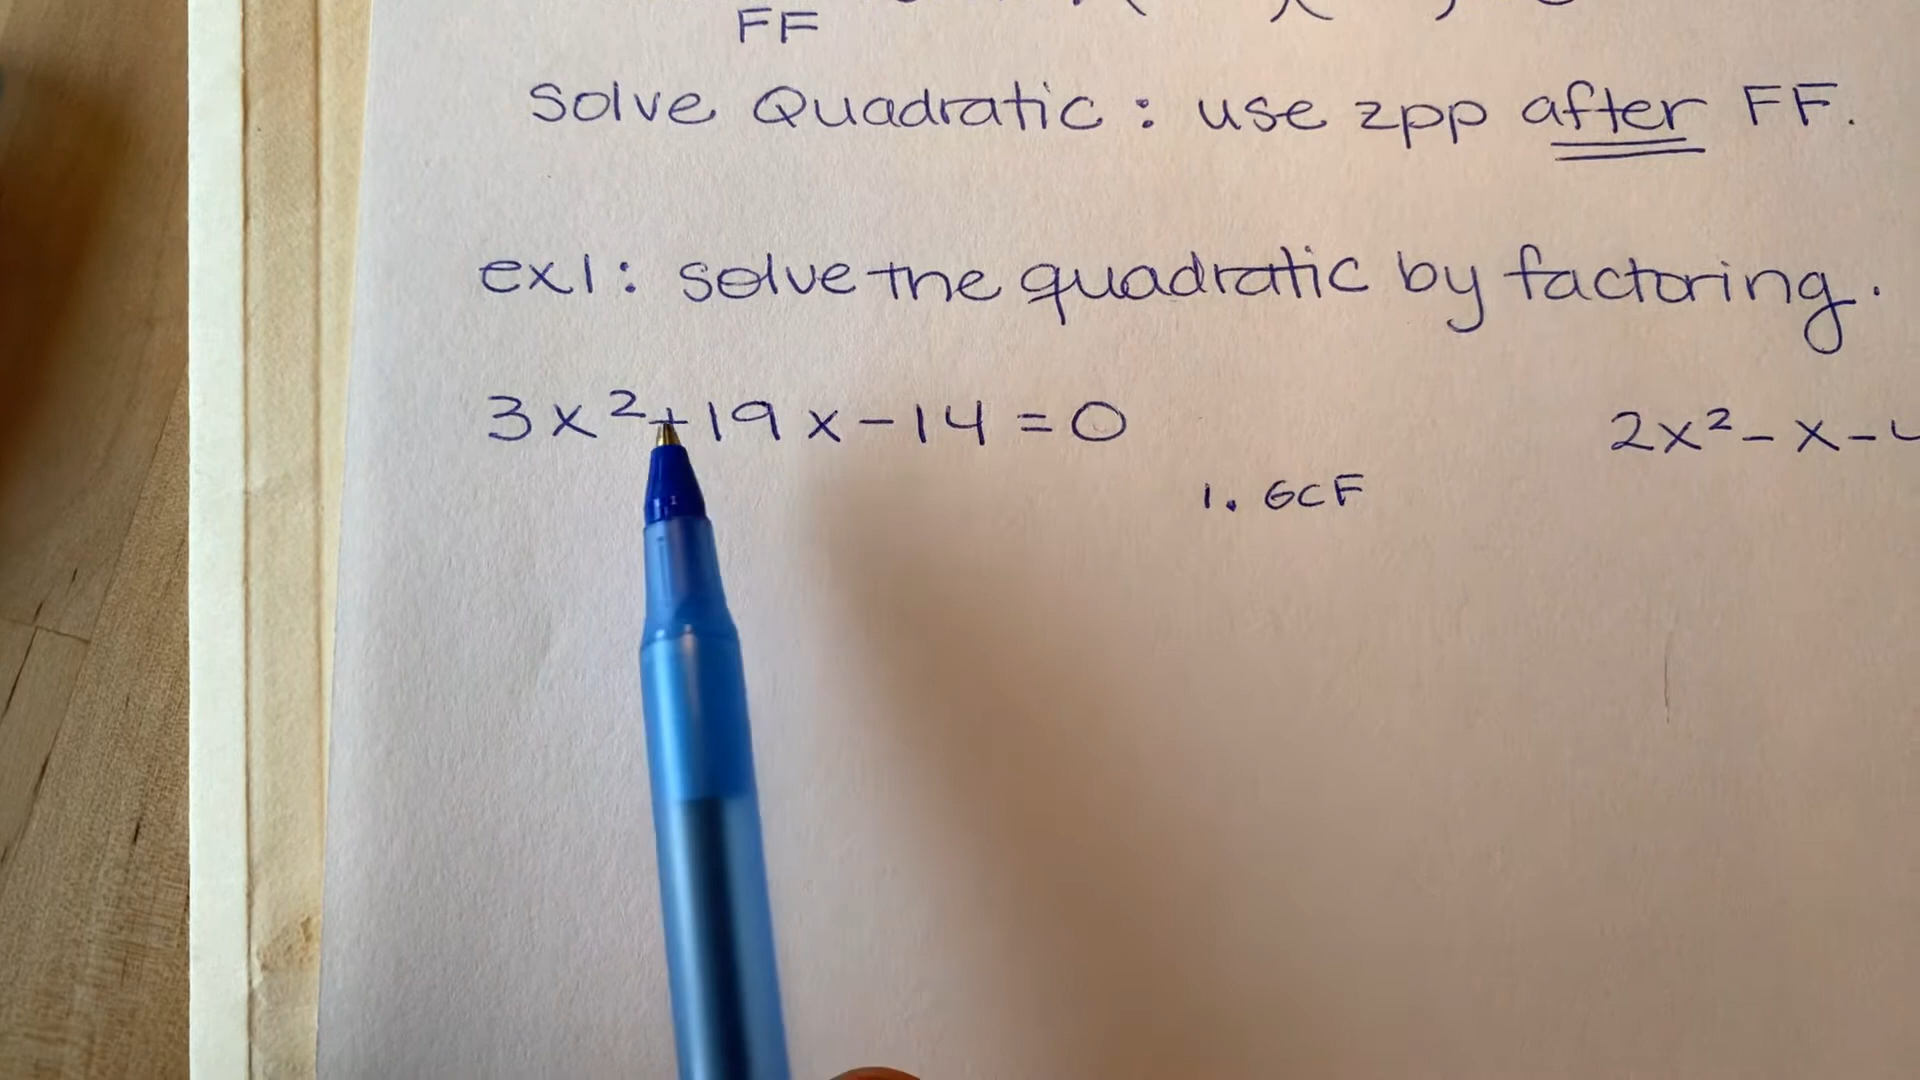 FF
Solve Quadratic : use zpp after FF.
ex1: solve the quadratic by factoring.
3x²+19x-14=0
2x²-x-
1. GCF